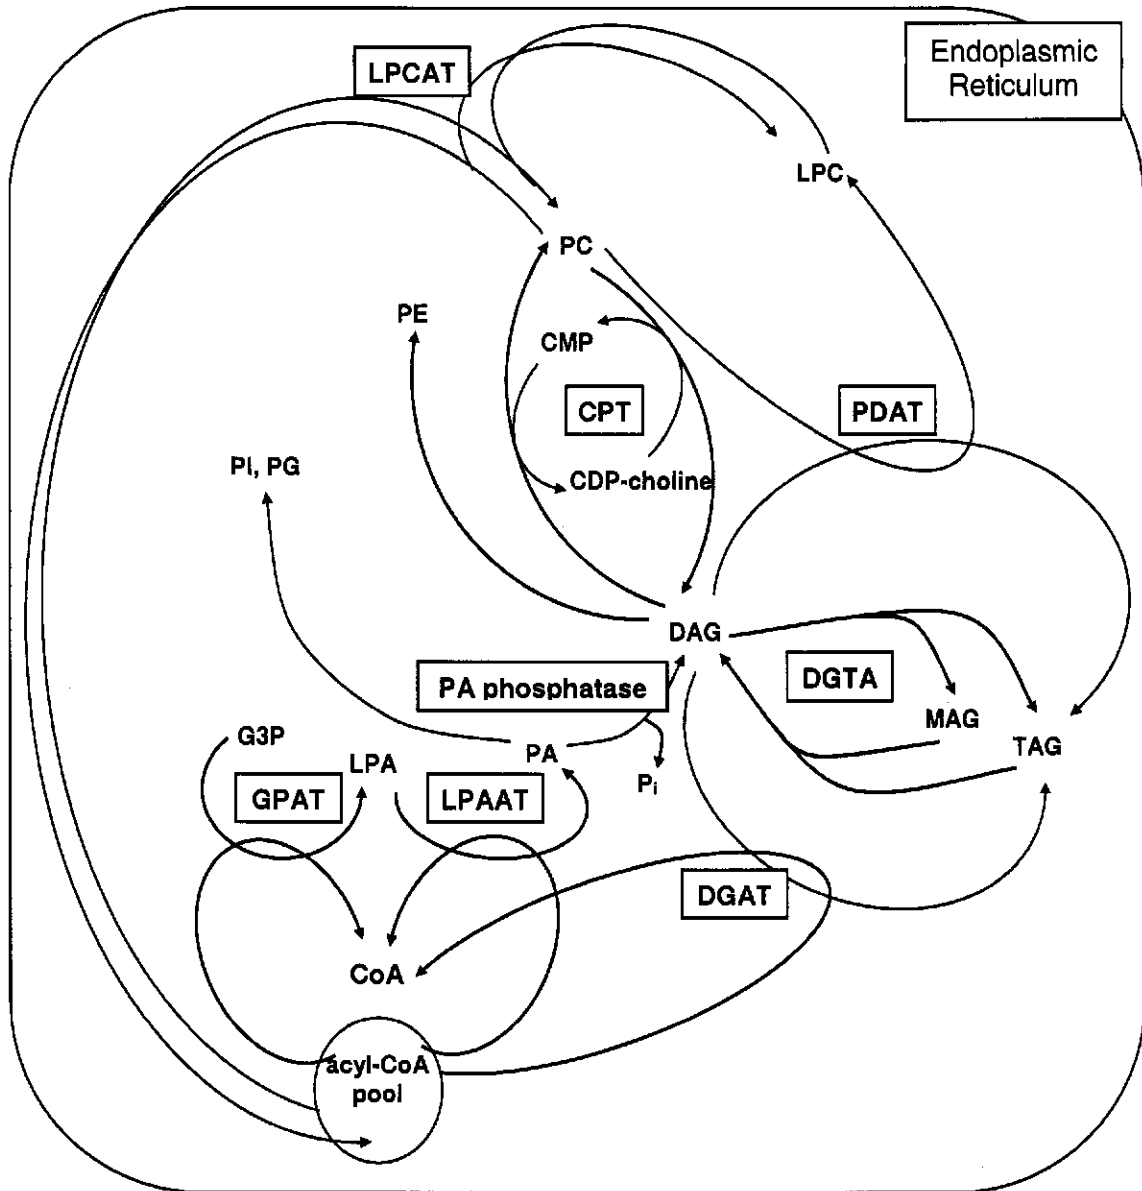 Endoplasmic
Reticulum
LPCAT
LPC
PC
PE
CMP
CPT
PDAT
PI, PG
CDP-choline
DAG
PA phosphatase
DGTA
MAG
TAG
G3P
LPA
PA
Pi
GPAT
LPAAT
DGAT
CoA
acyl-CoA
pool